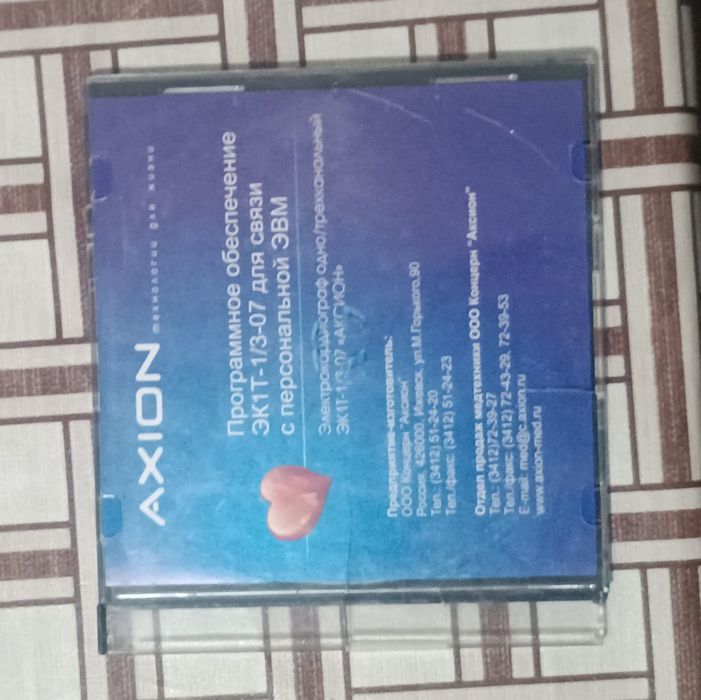 AXION
технологии для жизни
Программное обеспечение
ЭК1Т-1/3-07 для связи
с персональной ЭВМ
Электрокардиограф одно/трехканальный
ЭК1Т-1/3-07 «АКСИОН»
Предприятие-изготовитель:
ООО Концерн "Аксион"
Россия, 426000, Ижевск, ул.М.Горького,90
Тел.: (3412) 51-24-20
Тел./факс: (3412) 51-24-23
Отдел продаж медтехники ООО Концерн "Аксион"
Тел.: (3412)72-39-27
Тел./факс: (3412) 72-43-29, 72-39-53
E-mail: med@c.axion.ru
www.axion-med.ru